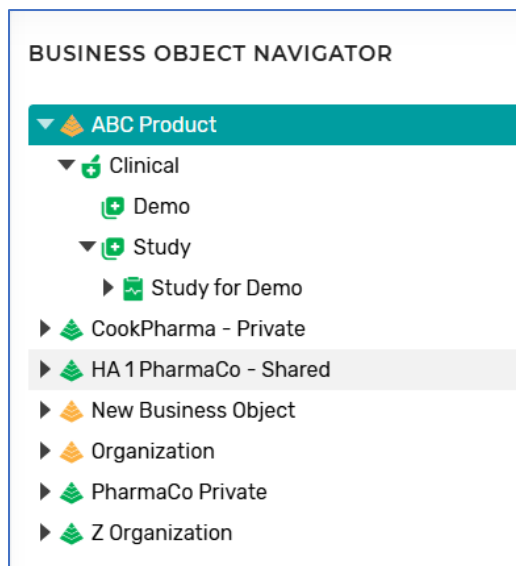 BUSINESS OBJECT NAVIGATOR
ABC Product
Clinical
Demo
Study
Study for Demo
CookPharma - Private
HA 1 PharmaCo - Shared
New Business Object
Organization
PharmaCo Private
Z Organization